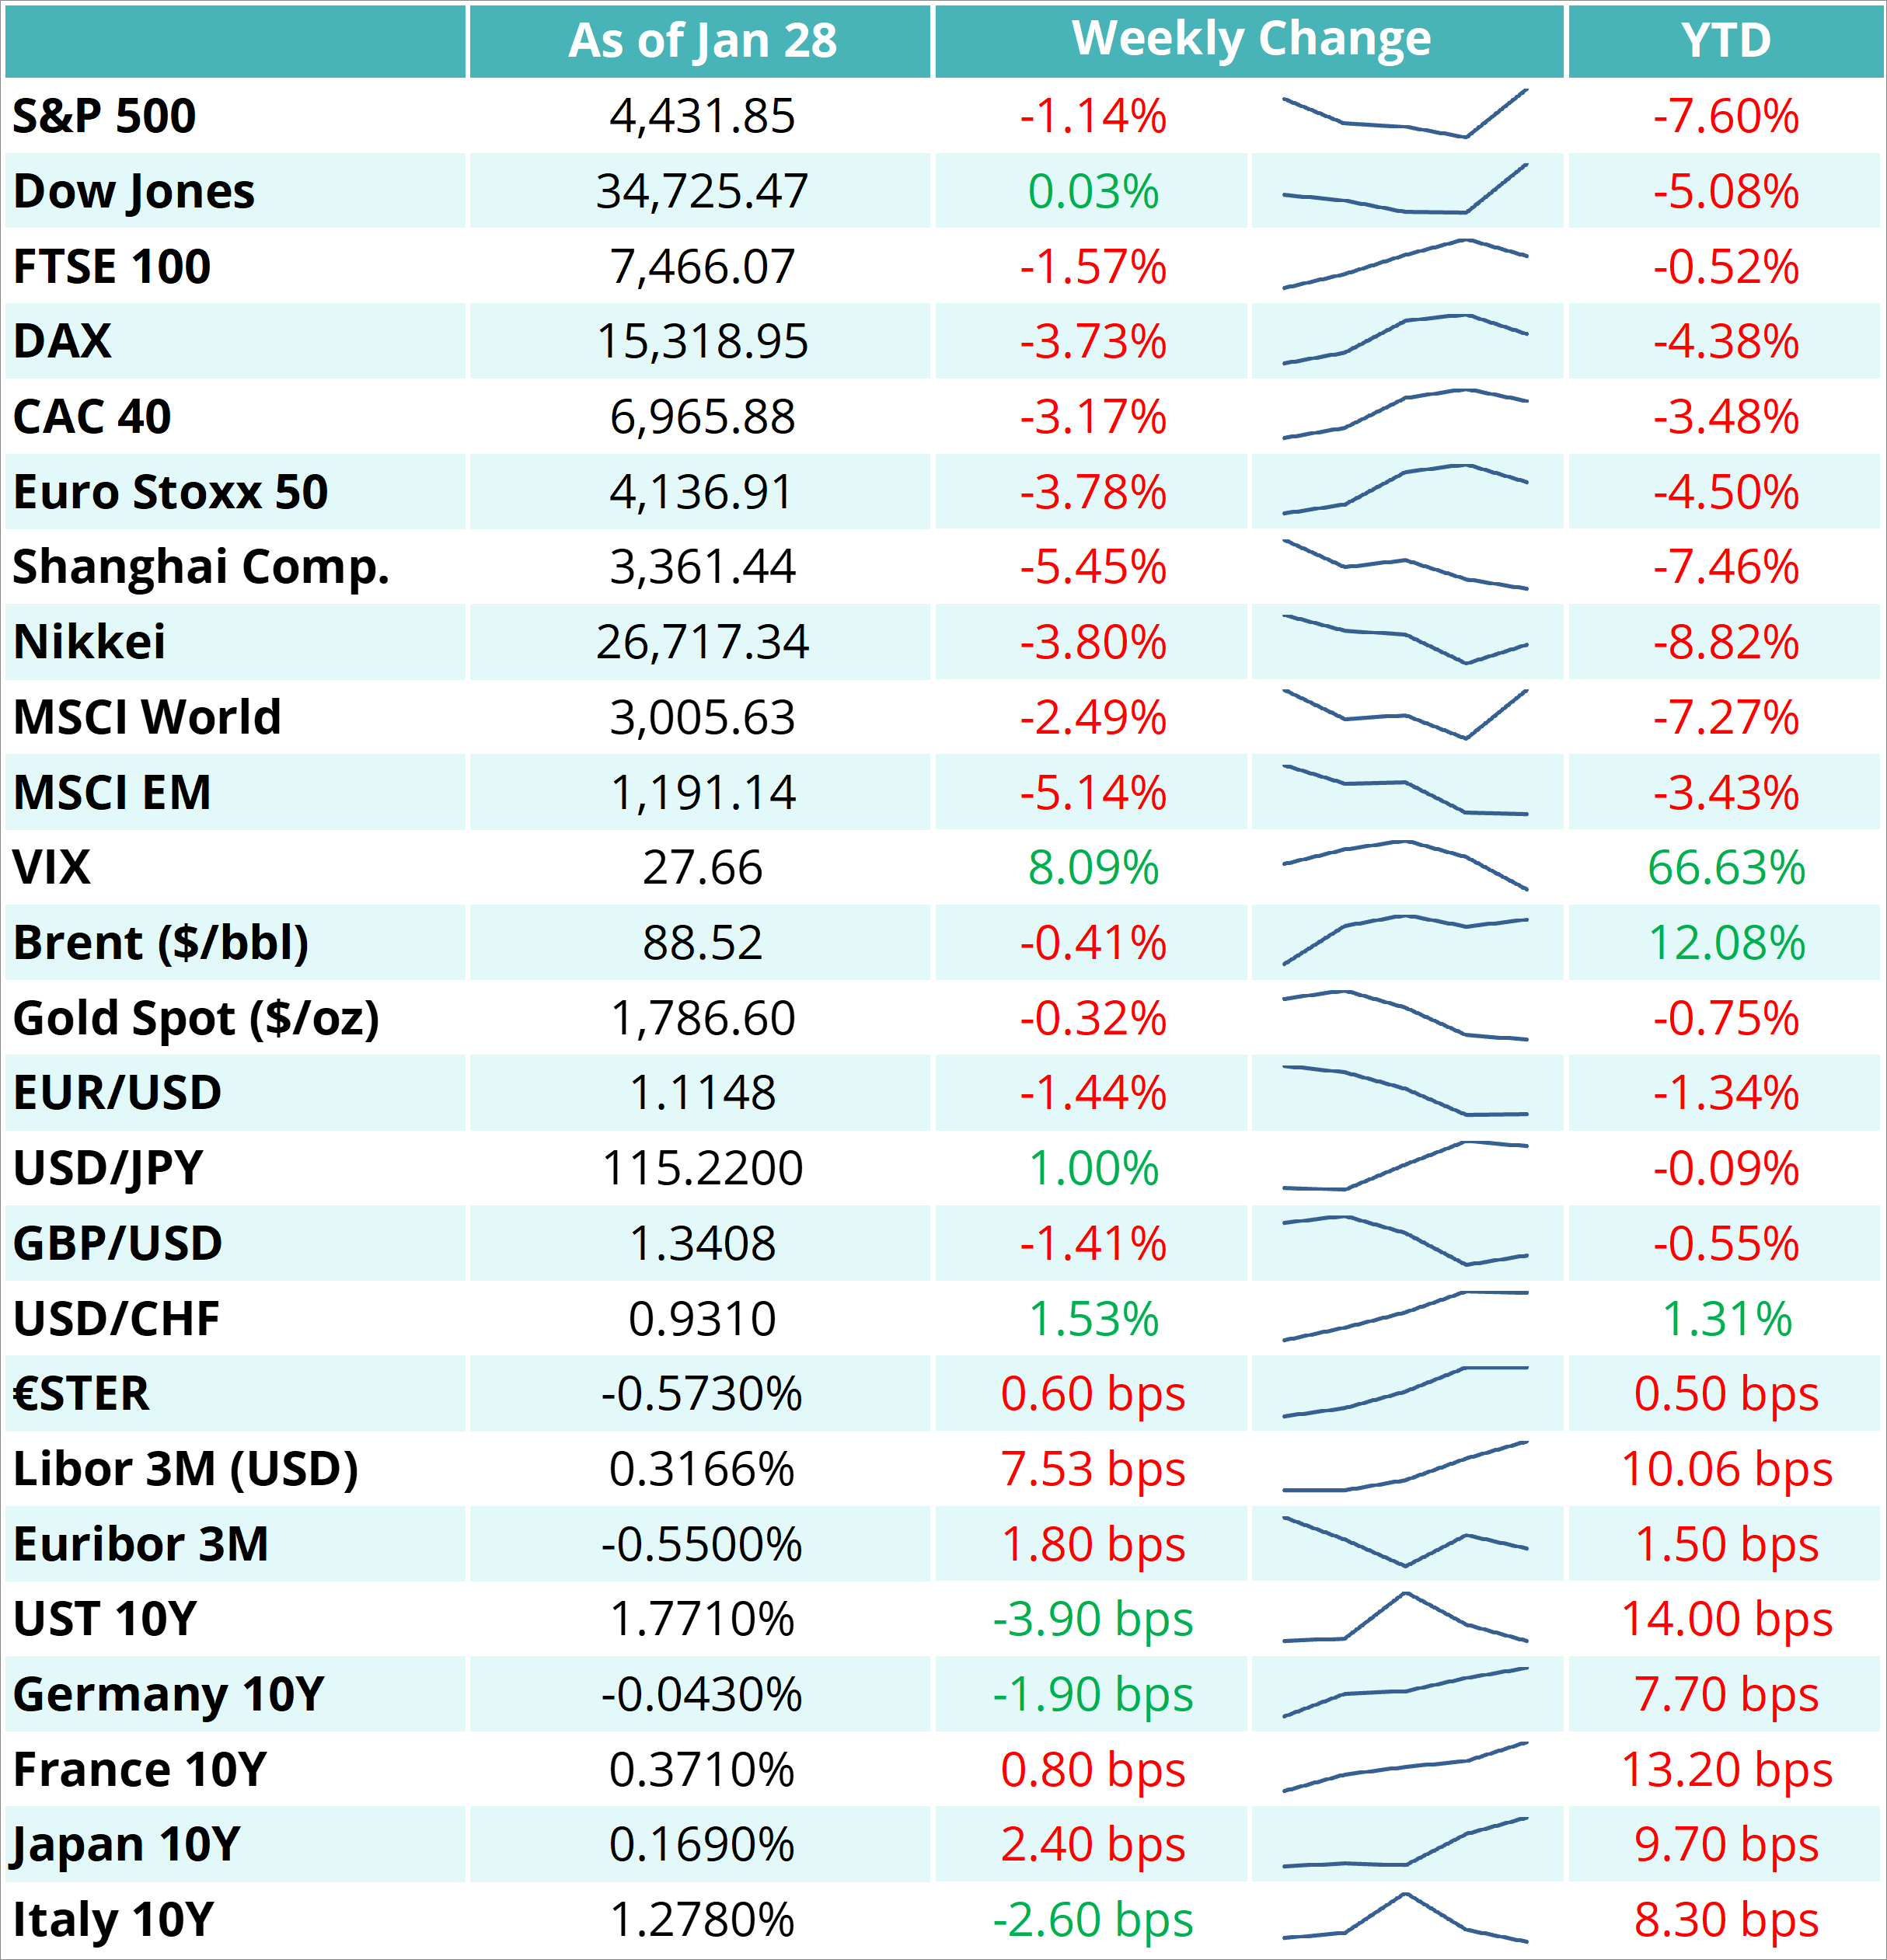 As of Jan 28 Weekly Change YTD
S&P 500 4,431.85 -1.14% -7.60%
Dow Jones 34,725.47 0.03% -5.08%
FTSE 100 7,466.07 -1.57% -0.52%
DAX 15,318.95 -3.73% -4.38%
CAC 40 6,965.88 -3.17% -3.48%
Euro Stoxx 50 4,136.91 -3.78% -4.50%
Shanghai Comp. 3,361.44 -5.45% -7.46%
Nikkei 26,717.34 -3.80% -8.82%
MSCI World 3,005.63 -2.49% -7.27%
MSCI EM 1,191.14 -5.14% -3.43%
VIX 27.66 8.09% 66.63%
Brent ($/bbl) 88.52 -0.41% 12.08%
Gold Spot ($/oz) 1,786.60 -0.32% -0.75%
EUR/USD 1.1148 -1.44% -1.34%
USD/JPY 115.2200 1.00% -0.09%
GBP/USD 1.3408 -1.41% -0.55%
USD/CHF 0.9310 1.53% 1.31%
€STER -0.5730% 0.60 bps 0.50 bps
Libor 3M (USD) 0.3166% 7.53 bps 10.06 bps
Euribor 3M -0.5500% 1.80 bps 1.50 bps
UST 10Y 1.7710% -3.90 bps 14.00 bps
Germany 10Y -0.0430% -1.90 bps 7.70 bps
France 10Y 0.3710% 0.80 bps 13.20 bps
Japan 10Y 0.1690% 2.40 bps 9.70 bps
Italy 10Y 1.2780% -2.60 bps 8.30 bps